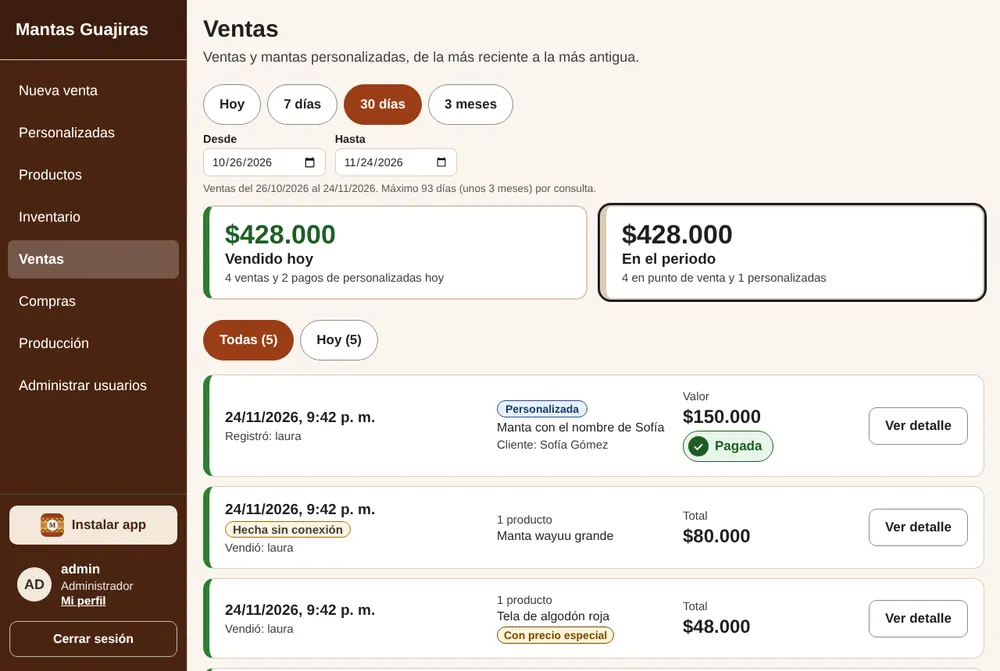 Mantas Guajiras
Nueva venta
Personalizadas
Productos
Inventario
Ventas
Compras
Producción
Administrar usuarios
M
Instalar app
AD
admin
Administrador
Mi perfil
Cerrar sesión
Ventas
Ventas y mantas personalizadas, de la más reciente a la más antigua.
Hoy
7 días
30 días
3 meses
Desde
Hasta
10/26/2026
11/24/2026
Ventas del 26/10/2026 al 24/11/2026. Máximo 93 días (unos 3 meses) por consulta.
$428.000
Vendido hoy
4 ventas y 2 pagos de personalizadas hoy
$428.000
En el periodo
4 en punto de venta y 1 personalizadas
Todas (5)
Hoy (5)
24/11/2026, 9:42 p. m.
Registró: laura
Personalizada
Manta con el nombre de Sofía
Cliente: Sofía Gómez
Valor
$150.000
Pagada
Ver detalle
24/11/2026, 9:42 p. m.
Hecha sin conexión
Vendió: laura
1 producto
Manta wayuu grande
Total
$80.000
Ver detalle
24/11/2026, 9:42 p. m.
Vendió: laura
1 producto
Tela de algodón roja
Con precio especial
Total
$48.000
Ver detalle